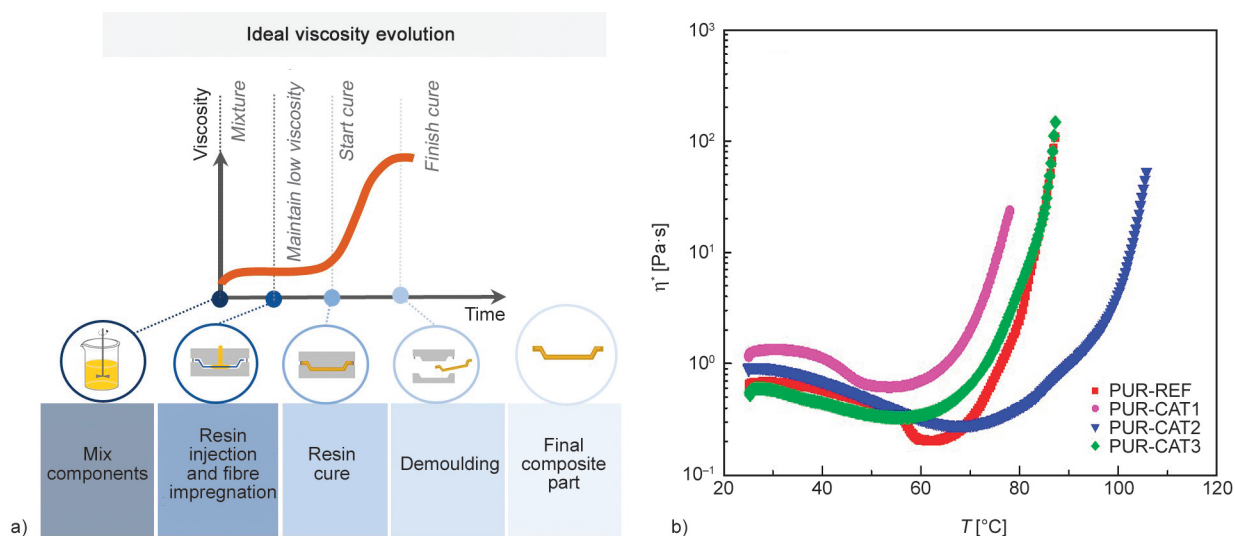 Ideal viscosity evolution
Viscosity
Mixture
Maintain low viscosity
Start cure
Finish cure
Time
Mix
components
Resin
injection
and fibre
impregnation
Resin
cure
Demoulding
Final
composite
part
a)
10³
10²
10¹
10⁰
10⁻¹
η* [Pa·s]
PUR-REF
PUR-CAT1
PUR-CAT2
PUR-CAT3
20
40
60
80
100
120
T [°C]
b)